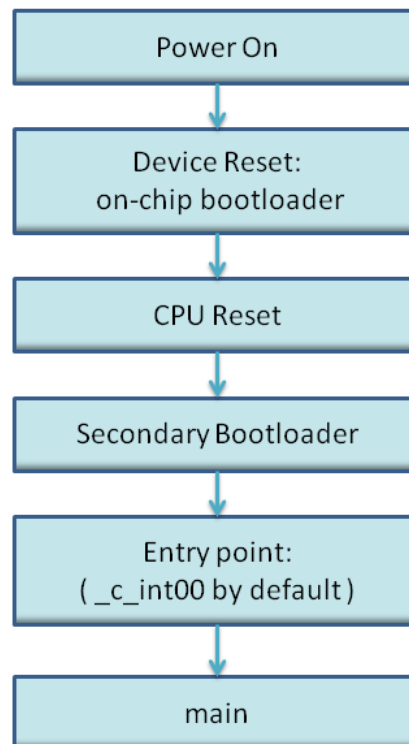 Power On
Device Reset:
on-chip bootloader
CPU Reset
Secondary Bootloader
Entry point:
( _c_int00 by default )
main